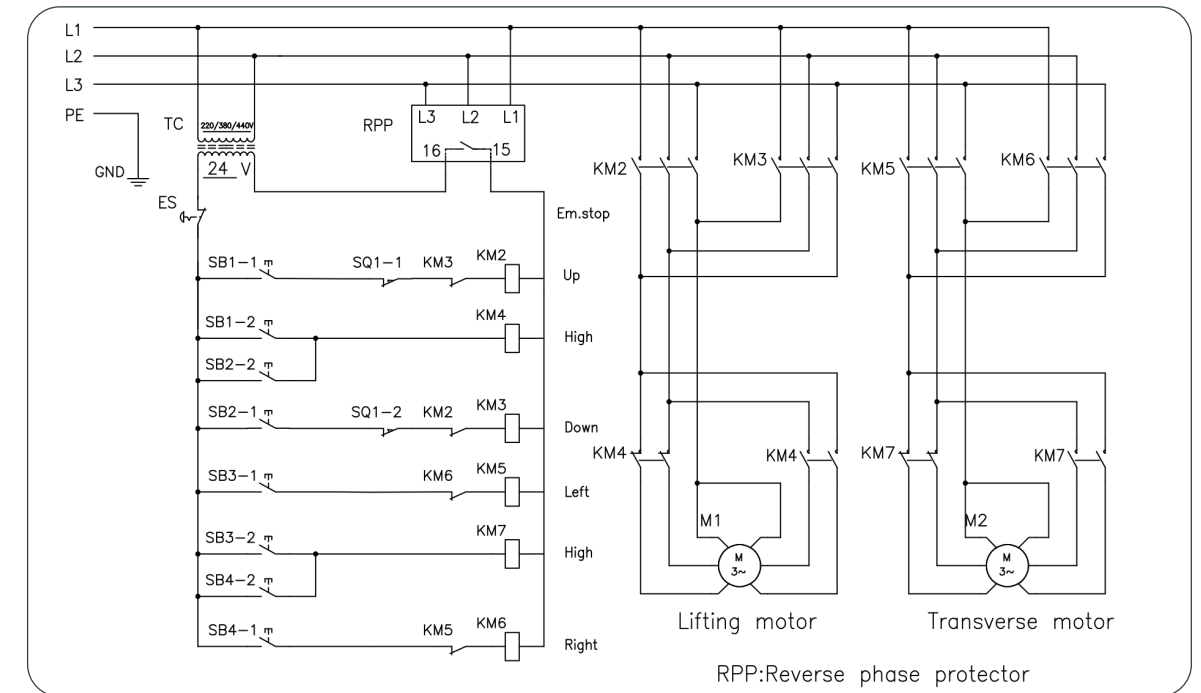 L1
L2
L3
PE
GND
TC
220/380/440V
24 V
RPP
L3 L2 L1
16 15
ES
Em.stop
SB1-1 SQ1-1 KM3 KM2 Up
SB1-2 KM4 High
SB2-2
SB2-1 SQ1-2 KM2 KM3 Down
SB3-1 KM6 KM5 Left
SB3-2 KM7 High
SB4-2
SB4-1 KM5 KM6 Right
KM2 KM3 KM5 KM6
KM4 KM4 KM7 KM7
M1 M2
M M
3~ 3~
Lifting motor Transverse motor
RPP:Reverse phase protector